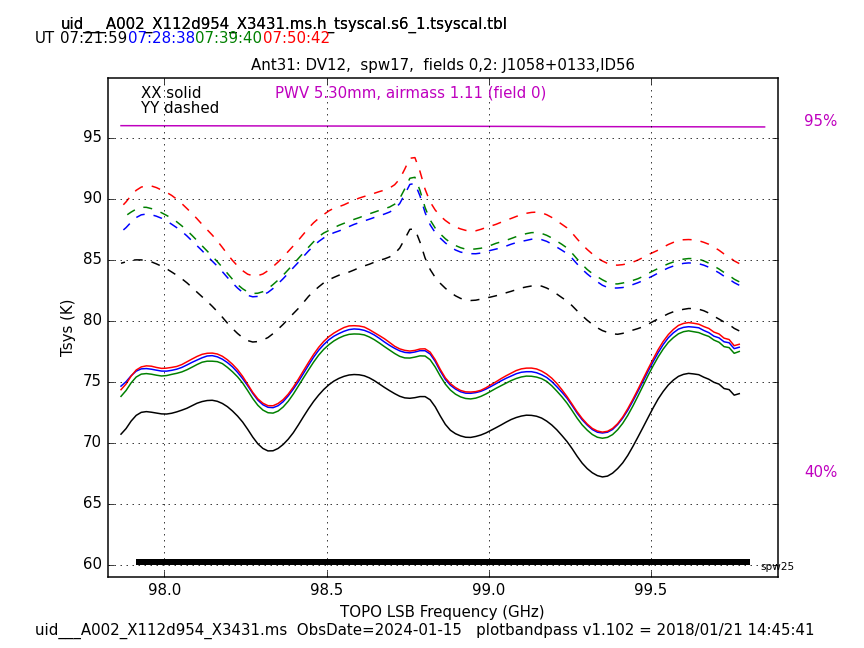 uid___A002_X112d954_X3431.ms.h_tsyscal.s6_1.tsyscal.tbl
UT 07:21:59 07:28:38 07:39:40 07:50:42
Ant31: DV12,  spw17,  fields 0,2: J1058+0133,ID56
XX solid
PWV 5.30mm, airmass 1.11 (field 0)
YY dashed
95%
95
90
85
80
75
70
65
60
40%
Tsys (K)
spw25
98.0 98.5 99.0 99.5
TOPO LSB Frequency (GHz)
uid___A002_X112d954_X3431.ms  ObsDate=2024-01-15   plotbandpass v1.102 = 2018/01/21 14:45:41